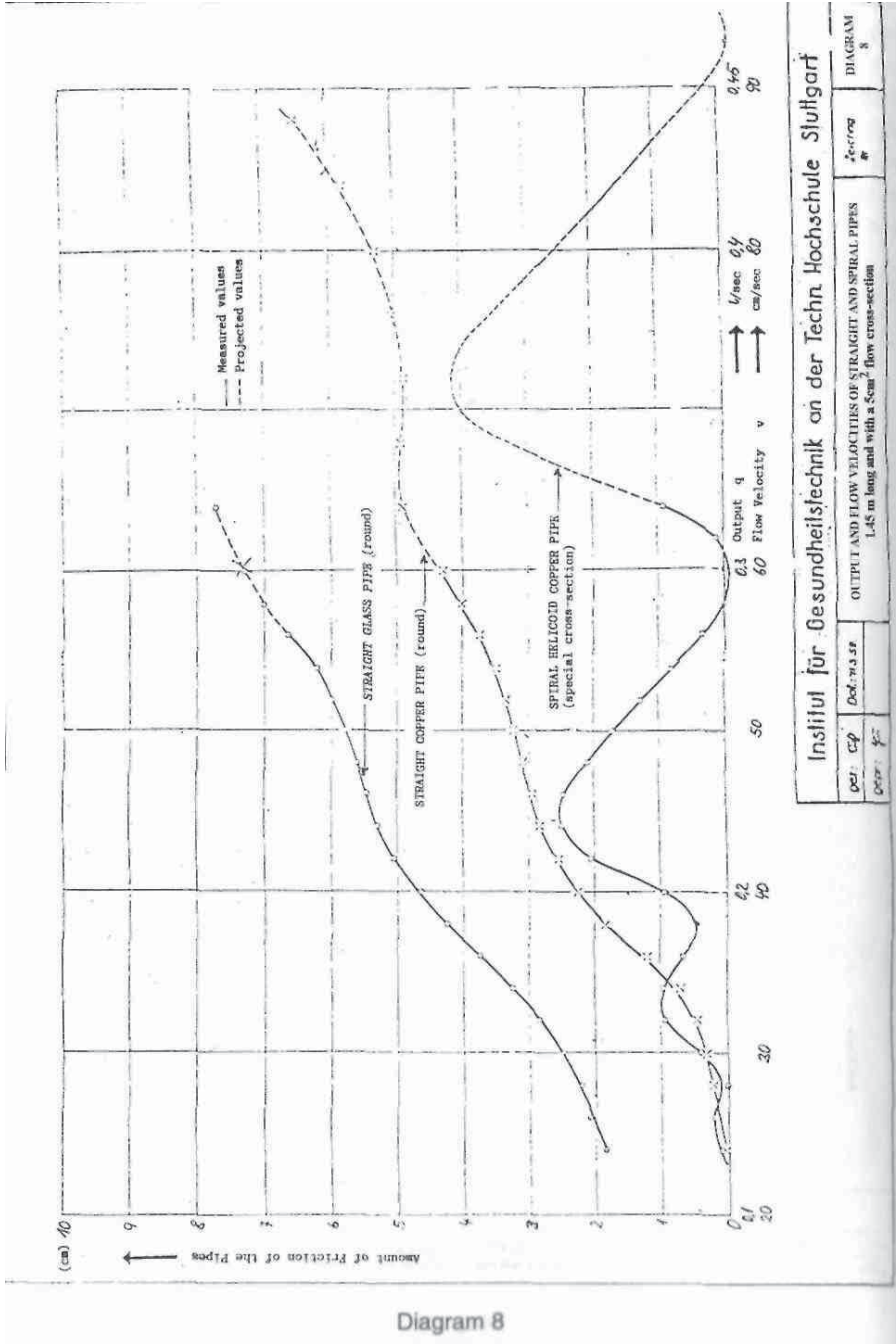 (cm) 10
9
8
7
6
5
4
3
2
1
0
Amount of Friction of the Pipes
Measured values
Projected values
STRAIGHT GLASS PIPE (round)
STRAIGHT COPPER PIPE (round)
SPIRAL HELICOID COPPER PIPE
(special cross-section)
0,1 0,2 0,3 Output q l/sec 0,4 0,45
20 30 40 50 60 Flow Velocity v cm/sec 80 90
Institut für Gesundheitstechnik an der Techn. Hochschule Stuttgart
OUTPUT AND FLOW VELOCITIES OF STRAIGHT AND SPIRAL PIPES
1.45 m long and with a 5cm² flow cross-section
DIAGRAM
8
Diagram 8